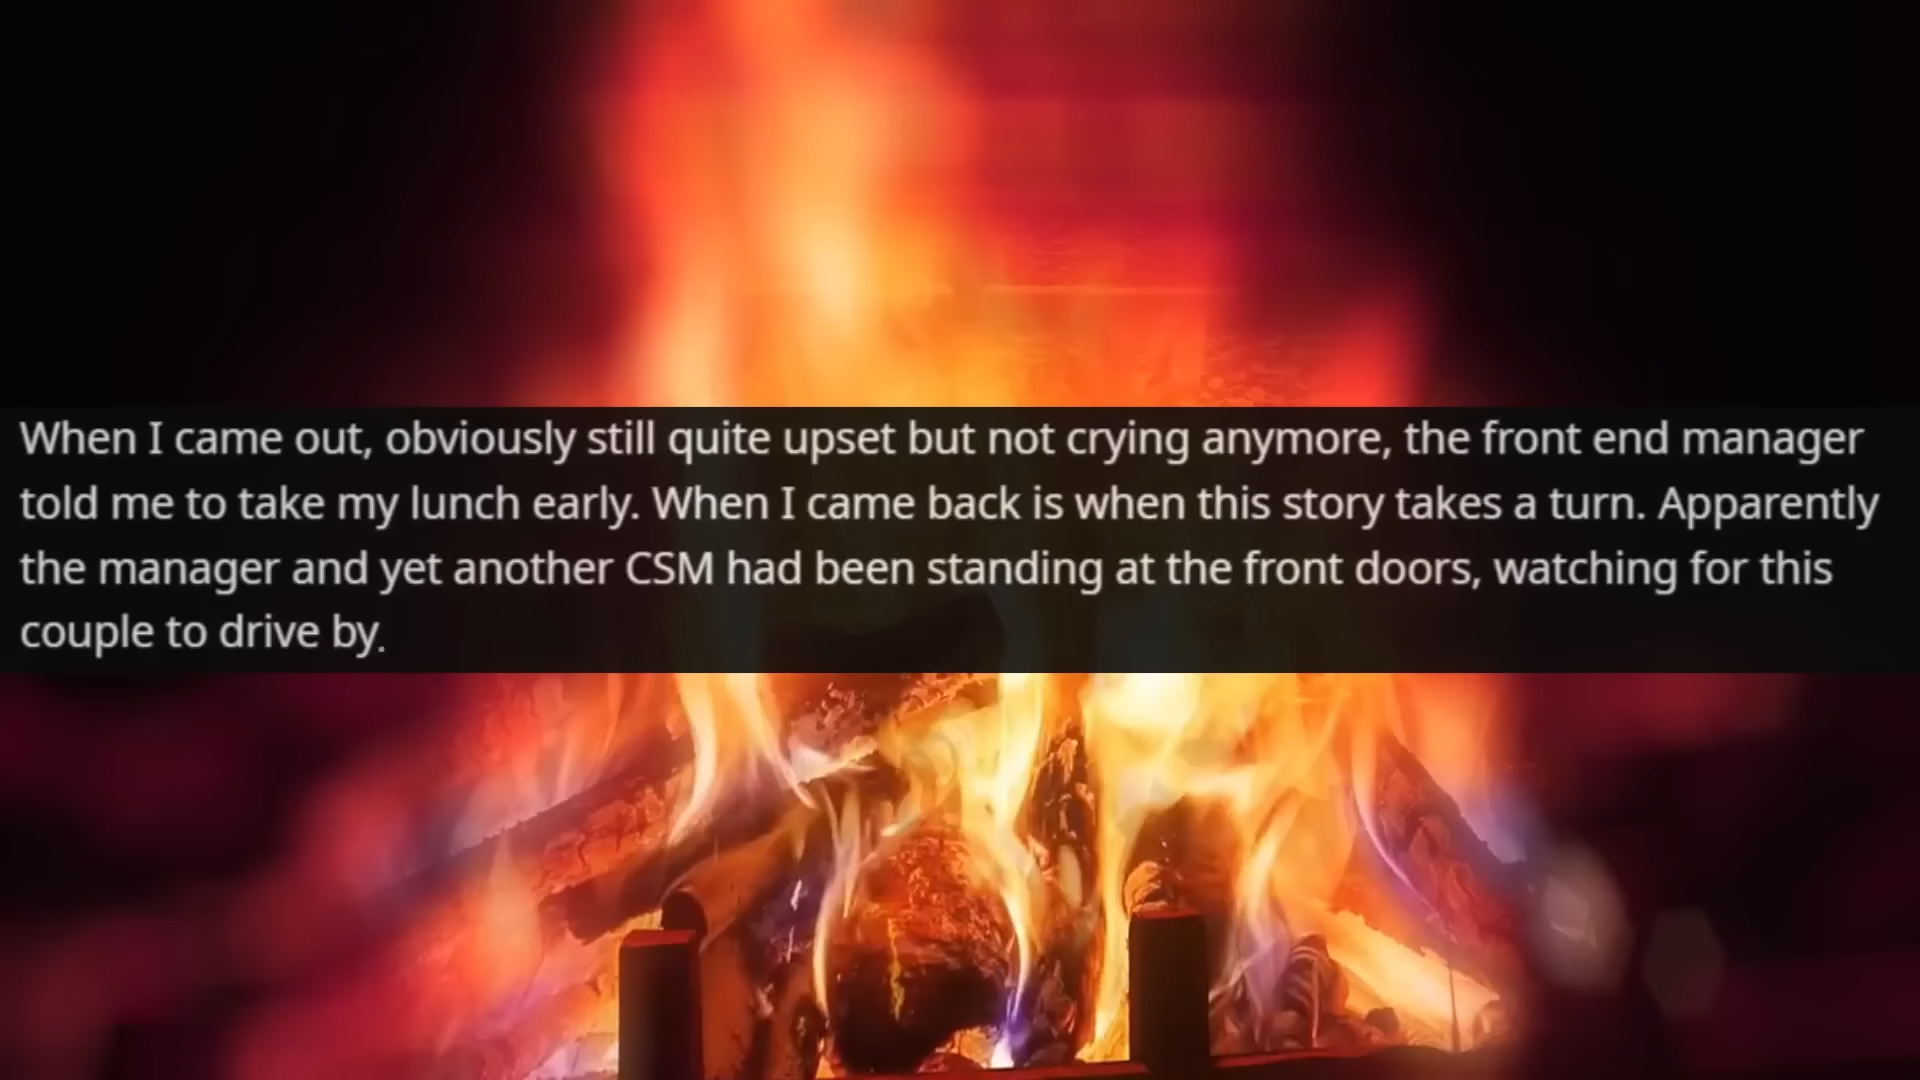 When I came out, obviously still quite upset but not crying anymore, the front end manager
told me to take my lunch early. When I came back is when this story takes a turn. Apparently
the manager and yet another CSM had been standing at the front doors, watching for this
couple to drive by.